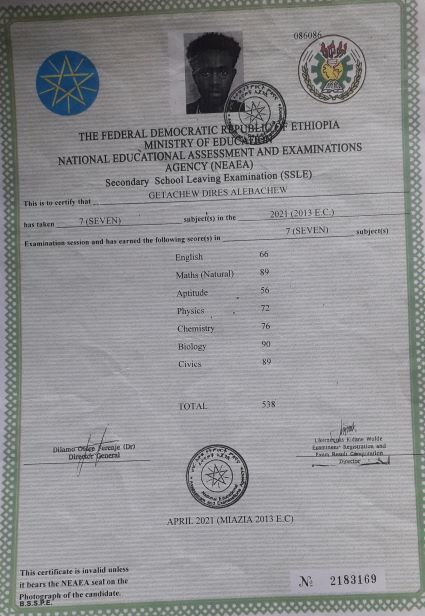 086086
THE FEDERAL DEMOCRATIC REPUBLIC OF ETHIOPIA
MINISTRY OF EDUCATION
NATIONAL EDUCATIONAL ASSESSMENT AND EXAMINATIONS
AGENCY (NEAEA)
Secondary School Leaving Examination (SSLE)
This is to certify that GETACHEW DIRES ALEBACHEW
has taken 7 (SEVEN) subject(s) in the 2021 (2013 E.C.)
Examination session and has earned the following score(s) in 7 (SEVEN) subject(s)
English 66
Maths (Natural) 89
Aptitude 56
Physics 72
Chemistry 76
Biology 90
Civics 89
TOTAL 538
Dilamo Otore Ferenje (Dr)
Director General
Kidane Wolde
Examinees' Registration and
Exam Result Computation
Director
APRIL 2021 (MIAZIA 2013 E.C)
This certificate is invalid unless
it bears the NEAEA seal on the
Photograph of the candidate.
B.S.S.P.E.
№ 2183169